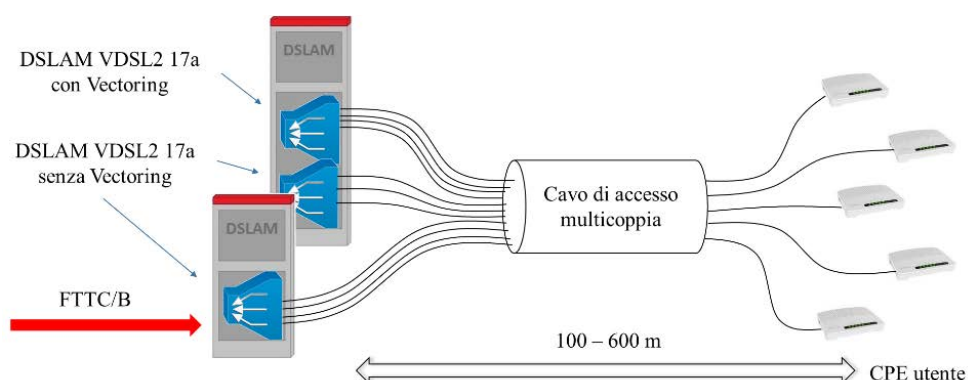 DSLAM
DSLAM VDSL2 17a
con Vectoring
DSLAM VDSL2 17a
senza Vectoring
DSLAM
Cavo di accesso
multicoppia
FTTC/B
100 – 600 m
CPE utente